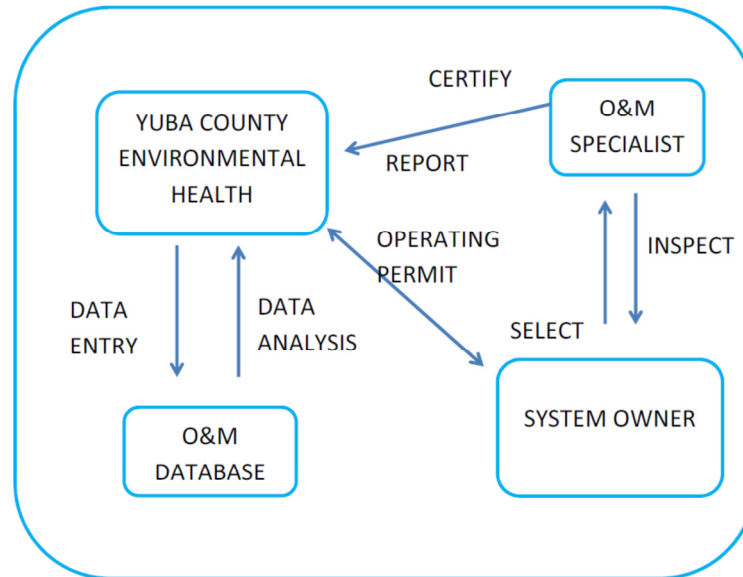 CERTIFY
YUBA COUNTY
ENVIRONMENTAL
HEALTH
O&M
SPECIALIST
REPORT
OPERATING
PERMIT
INSPECT
DATA
ENTRY
DATA
ANALYSIS
SELECT
O&M
DATABASE
SYSTEM OWNER